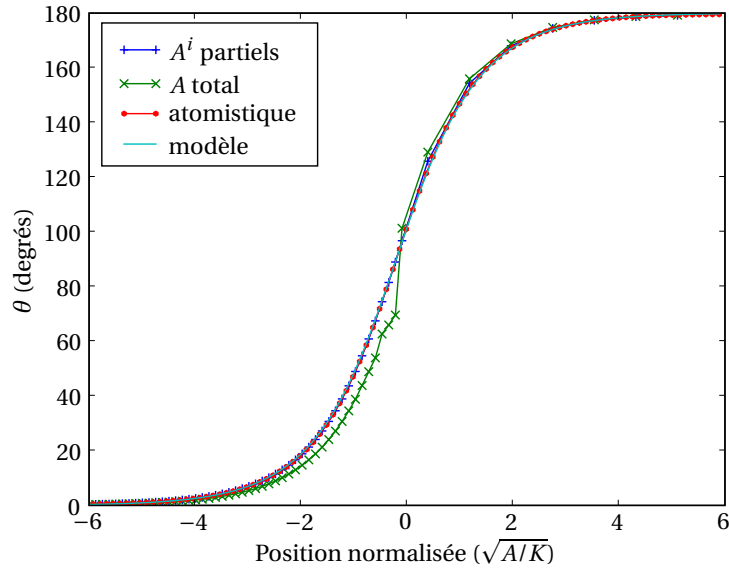 180
160
140
120
100
80
60
40
20
0
θ (degrés)
A^i partiels
A total
atomistique
modèle
−6 −4 −2 0 2 4 6
Position normalisée (√A/K)